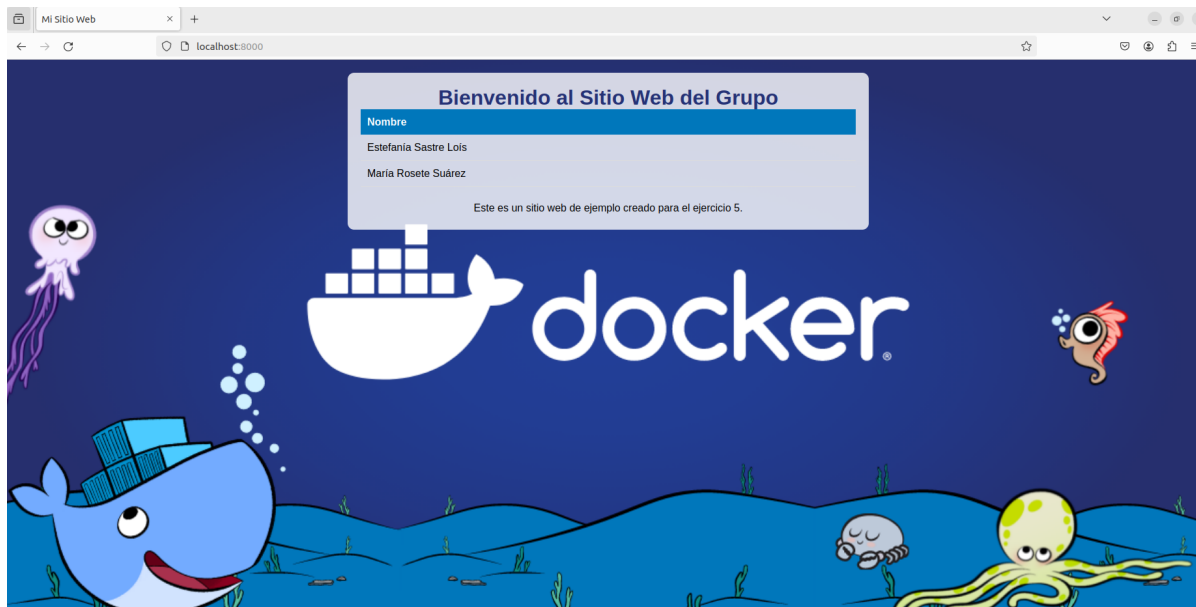 Mi Sitio Web
localhost:8000
Bienvenido al Sitio Web del Grupo
Nombre
Estefanía Sastre Loís
María Rosete Suárez
Este es un sitio web de ejemplo creado para el ejercicio 5.
docker®